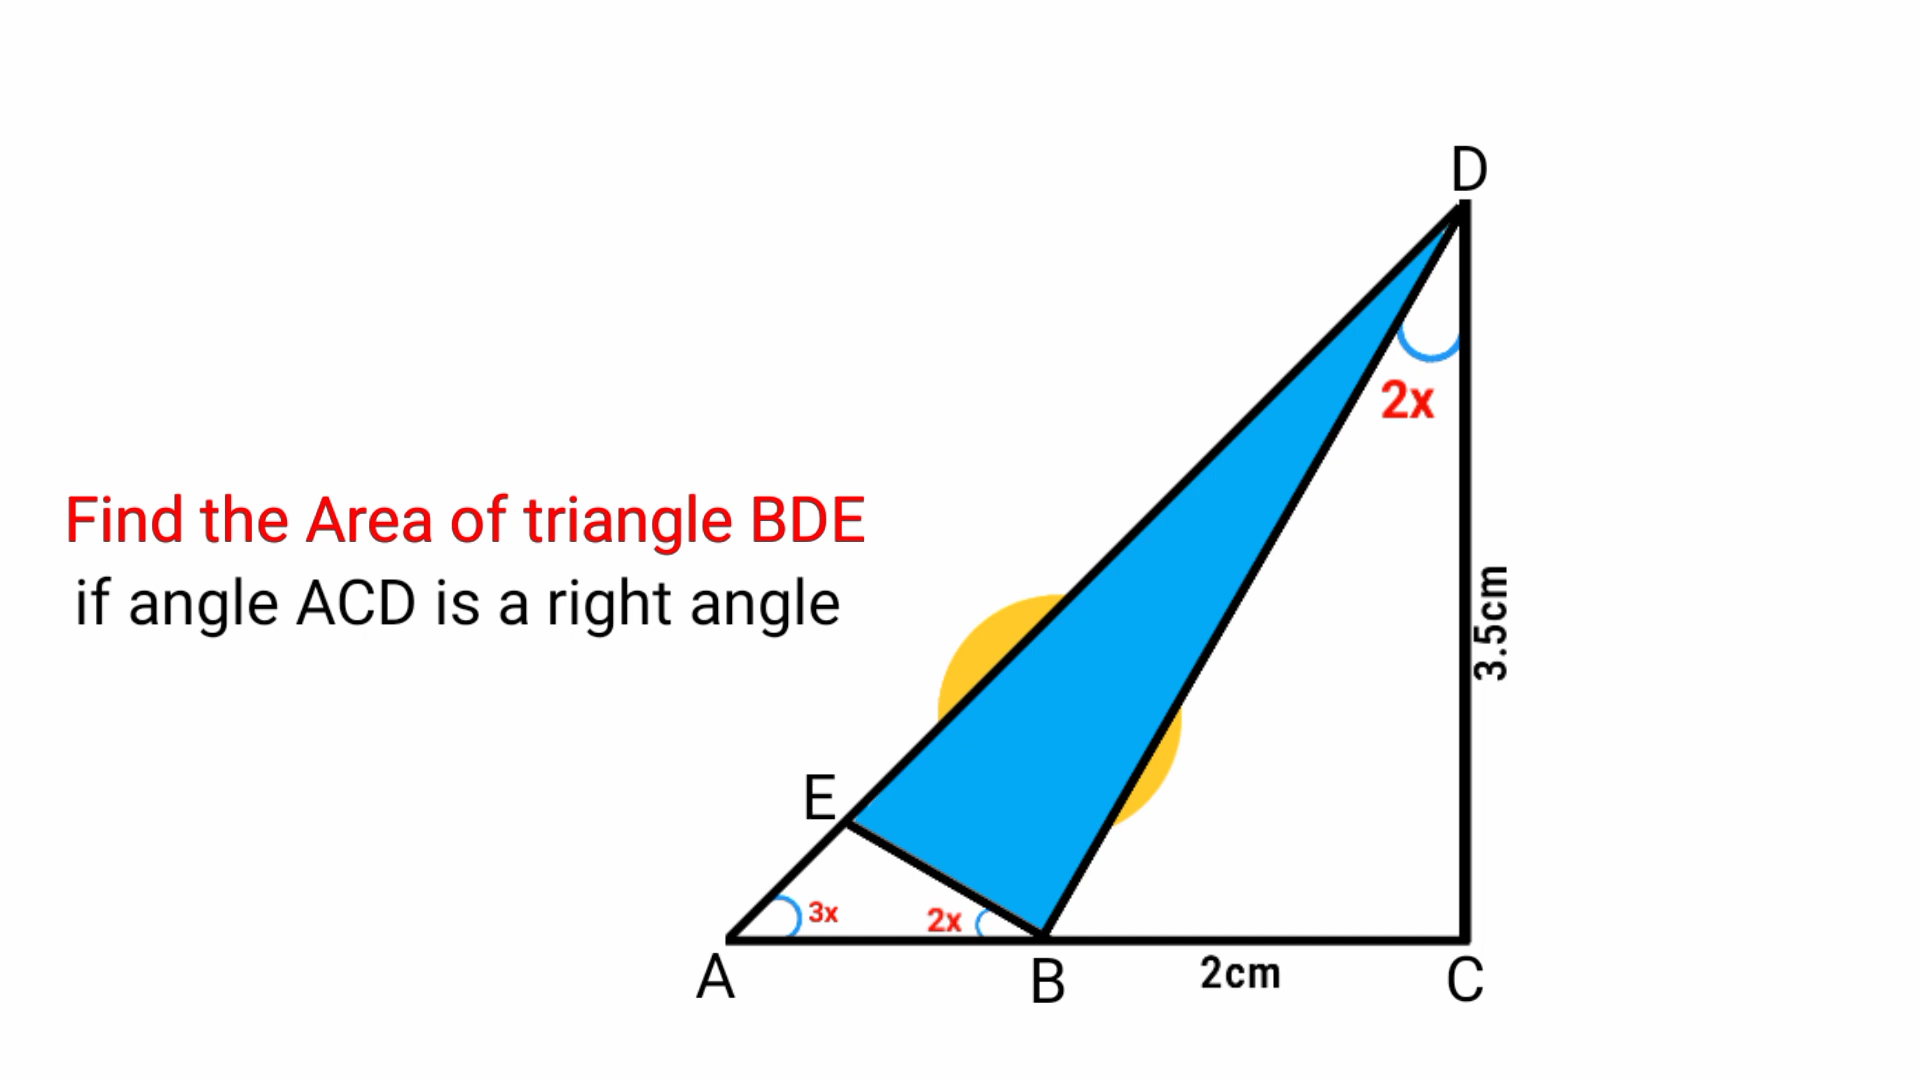 D
2x
Find the Area of triangle BDE
if angle ACD is a right angle
3.5cm
E
3x
2x
A
B
2cm
C